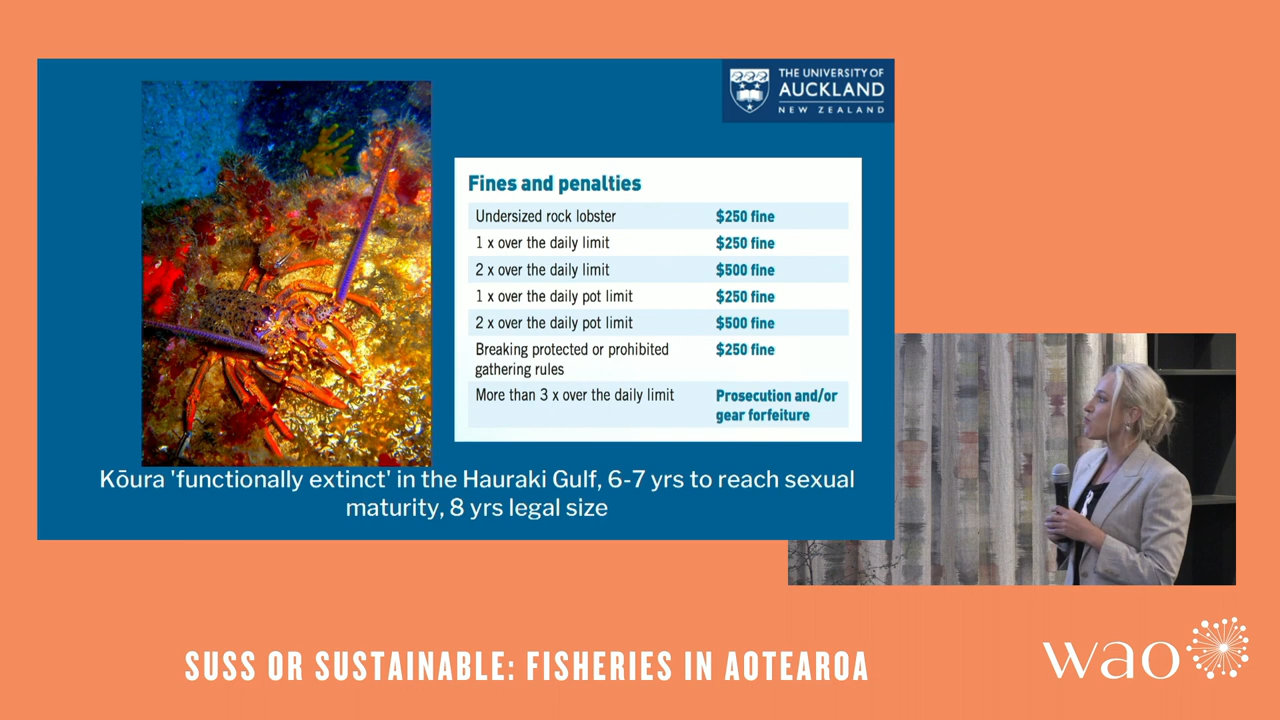 THE UNIVERSITY OF
AUCKLAND
NEW ZEALAND
Fines and penalties
Undersized rock lobster $250 fine
1 x over the daily limit $250 fine
2 x over the daily limit $500 fine
1 x over the daily pot limit $250 fine
2 x over the daily pot limit $500 fine
Breaking protected or prohibited $250 fine
gathering rules
More than 3 x over the daily limit Prosecution and/or
gear forfeiture
Kōura 'functionally extinct' in the Hauraki Gulf, 6-7 yrs to reach sexual
maturity, 8 yrs legal size
SUSS OR SUSTAINABLE: FISHERIES IN AOTEAROA
wao